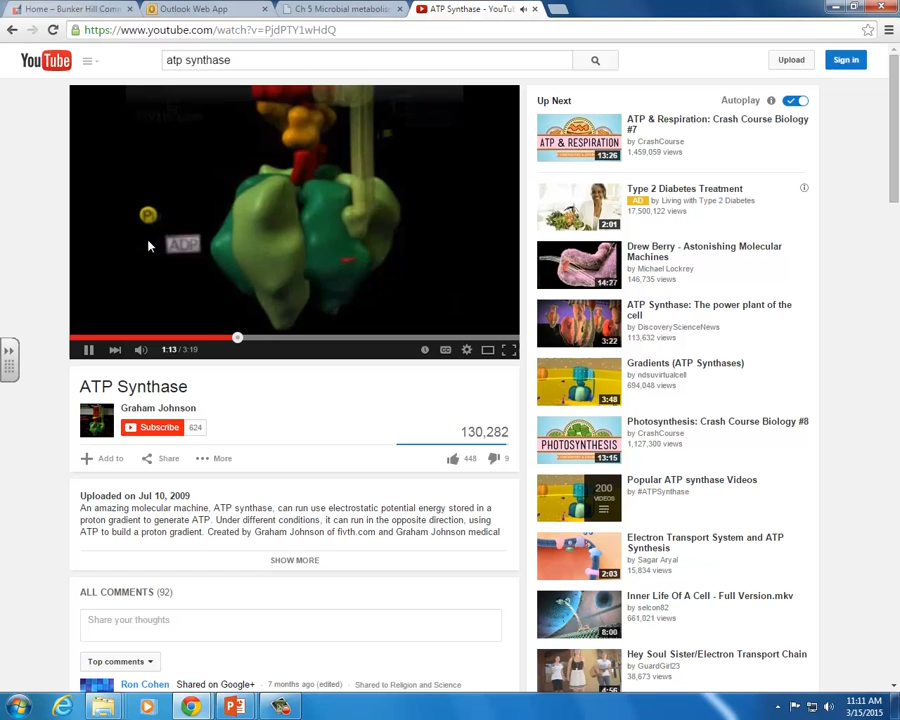 Home – Bunker Hill Comm
Outlook Web App
Ch 5 Microbial metabolism
ATP Synthase - YouTu
https://www.youtube.com/watch?v=PjdPTY1wHdQ
YouTube
atp synthase
Upload
Sign in
P
ADP
1:13 / 3:19
ATP Synthase
Graham Johnson
Subscribe
624
130,282
Add to
Share
More
448
9
Uploaded on Jul 10, 2009
An amazing molecular machine, ATP synthase, can run use electrostatic potential energy stored in a
proton gradient to generate ATP. Under different conditions, it can run in the opposite direction, using
ATP to build a proton gradient. Created by Graham Johnson of fivth.com and Graham Johnson medical
SHOW MORE
ALL COMMENTS (92)
Share your thoughts
Top comments
Ron Cohen Shared on Google+ 7 months ago (edited) Shared to Religion and Science
Up Next
Autoplay
ATP & RESPIRATION
13:26
ATP & Respiration: Crash Course Biology
#7
by CrashCourse
1,459,059 views
2:01
Type 2 Diabetes Treatment
AD by Living with Type 2 Diabetes
17,500,122 views
14:27
Drew Berry - Astonishing Molecular
Machines
by Michael Lockrey
146,735 views
3:22
ATP Synthase: The power plant of the
cell
by DiscoveryScienceNews
113,632 views
3:48
Gradients (ATP Synthases)
by ndsuvirtualcell
694,048 views
PHOTOSYNTHESIS
13:15
Photosynthesis: Crash Course Biology #8
by CrashCourse
1,127,300 views
200
VIDEOS
Popular ATP synthase Videos
by #ATPSynthase
2:03
Electron Transport System and ATP
Synthesis
by Sagar Aryal
15,834 views
8:00
Inner Life Of A Cell - Full Version.mkv
by selcon82
661,021 views
4:56
Hey Soul Sister/Electron Transport Chain
by GuardGirl23
38,673 views
11:11 AM
3/15/2015